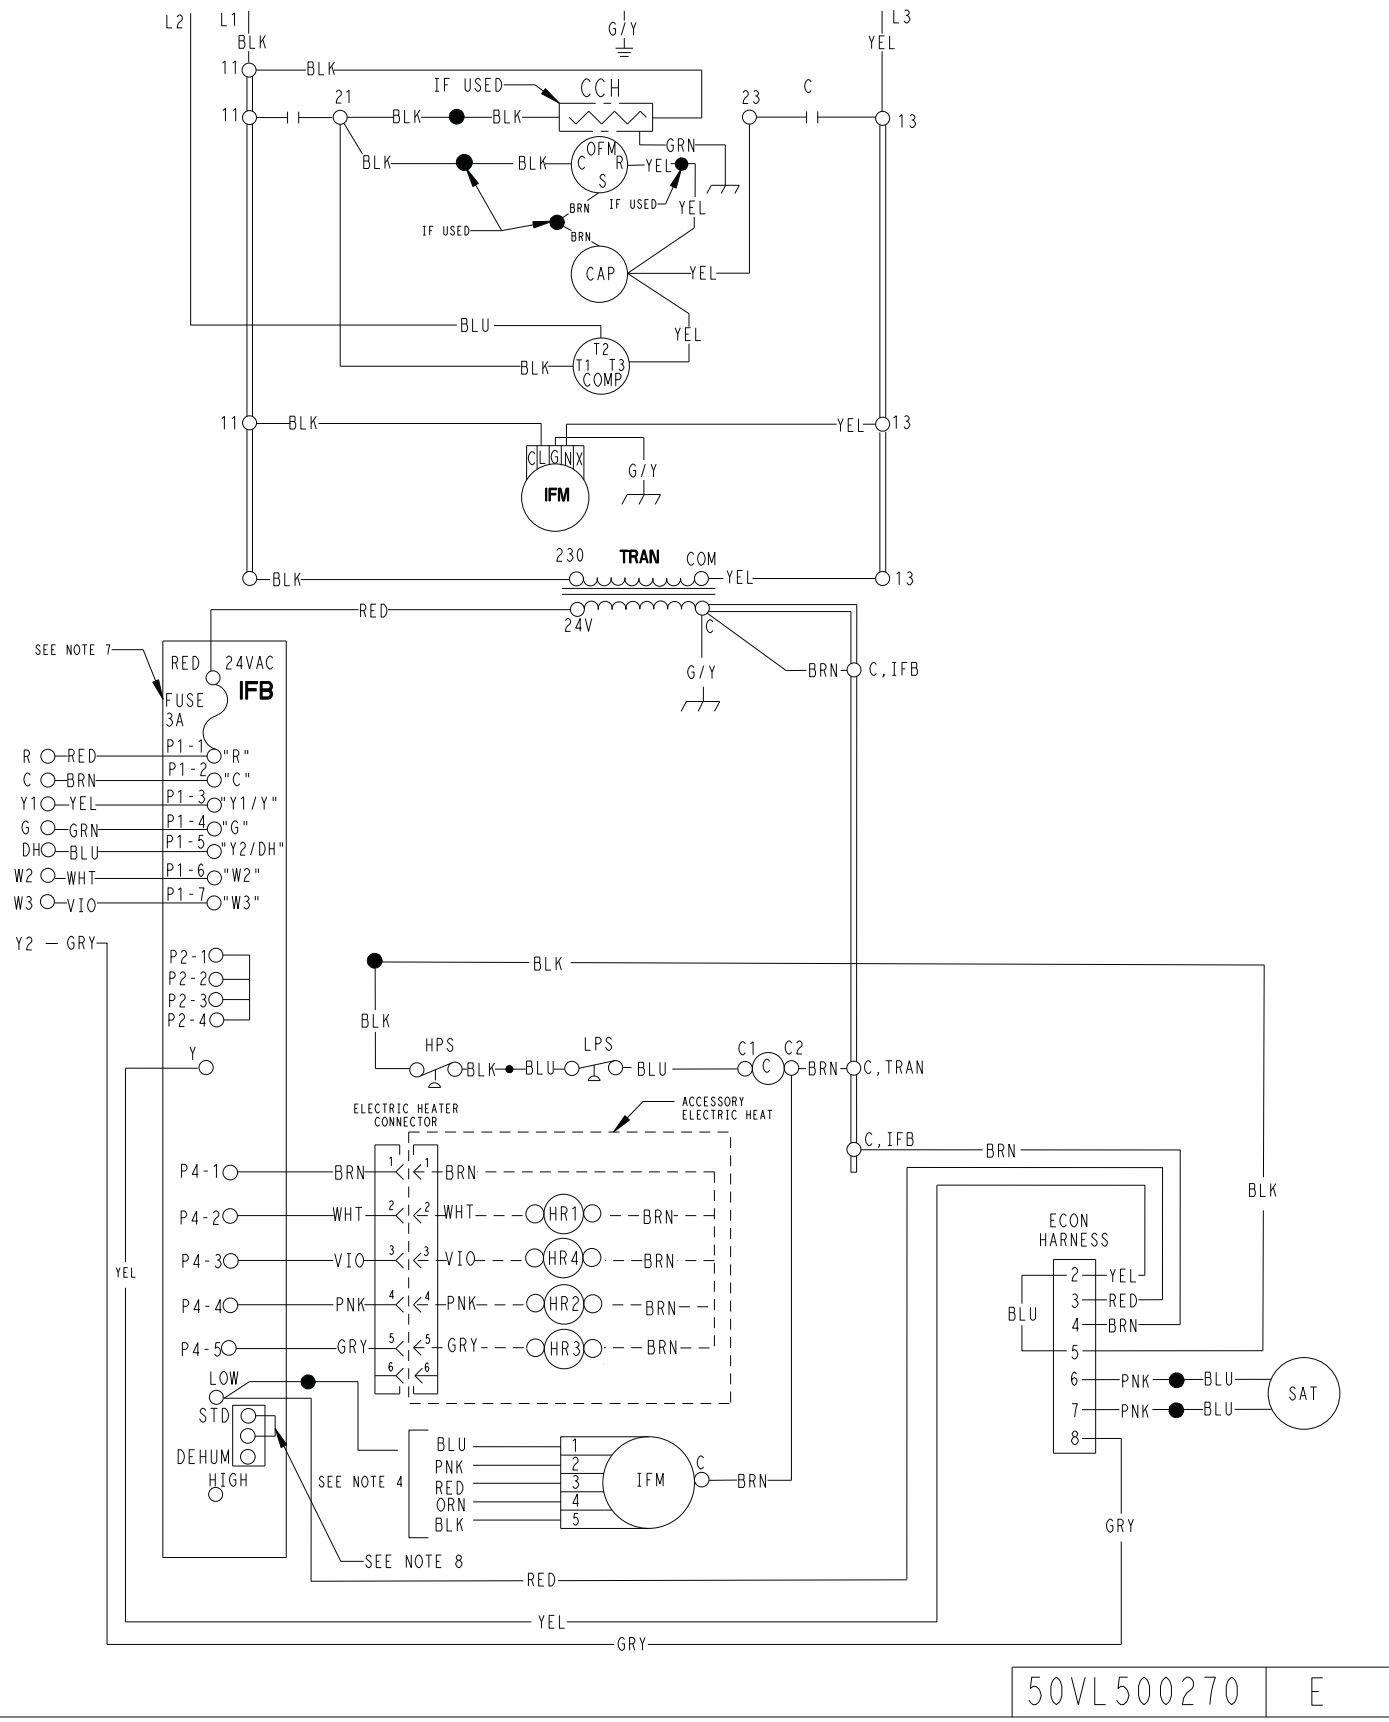 L2 L1 G/Y L3
BLK YEL
11 BLK
IF USED CCH C
11 21 BLK BLK 23 13
GRN
BLK BLK C OFM R YEL
S
BRN IF USED YEL
IF USED
BRN
CAP YEL
BLU YEL
T2
BLK T1 T3
COMP
11 BLK YEL 13
C L G N X
G/Y
IFM
230 TRAN COM
BLK YEL 13
RED
24V C
SEE NOTE 7
RED 24VAC G/Y BRN C,IFB
IFB
FUSE
3A
R RED P1-1 "R"
C BRN P1-2 "C"
Y1 YEL P1-3 "Y1/Y"
G GRN P1-4 "G"
DH BLU P1-5 "Y2/DH"
W2 WHT P1-6 "W2"
W3 VIO P1-7 "W3"
Y2 GRY
P2-1 BLK
P2-2
P2-3
P2-4
BLK
Y HPS LPS C1 C2
BLK BLU BLU C BRN C,TRAN
ELECTRIC HEATER
CONNECTOR
ACCESSORY
ELECTRIC HEAT
C,IFB BRN
P4-1 BRN 1 1 BRN
BLK
P4-2 WHT 2 2 WHT HR1 BRN
ECON
HARNESS
P4-3 VIO 3 3 VIO HR4 BRN
YEL
2 YEL
P4-4 PNK 4 4 PNK HR2 BRN
BLU
3 RED
4 BRN
P4-5 GRY 5 5 GRY HR3 BRN
5
6 6
LOW
6 PNK BLU
SAT
STD
7 PNK BLU
8
DEHUM
HIGH
SEE NOTE 4
BLU 1
PNK 2
RED 3 IFM C BRN
ORN 4
BLK 5
GRY
SEE NOTE 8
RED
YEL
GRY
50VL500270 E